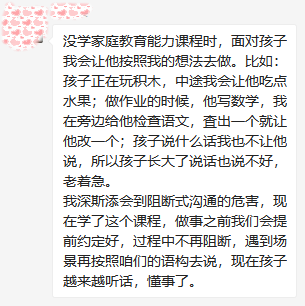 没学家庭教育能力课程时，面对孩子
我会让他按照我的想法去做。比如：
孩子正在玩积木，中途我会让他吃点
水果；做作业的时候，他写数学，我
在旁边给他检查语文，查出一个就让
他改一个；孩子说什么话我也不让他
说，所以孩子长大了说话也说不好，
老着急。
我深斯添会到阻断式沟通的危害，现
在学了这个课程，做事之前我们会提
前约定好，过程中不再阻断，遇到场
景再按照咱们的语构去说，现在孩子
越来越听话，懂事了。